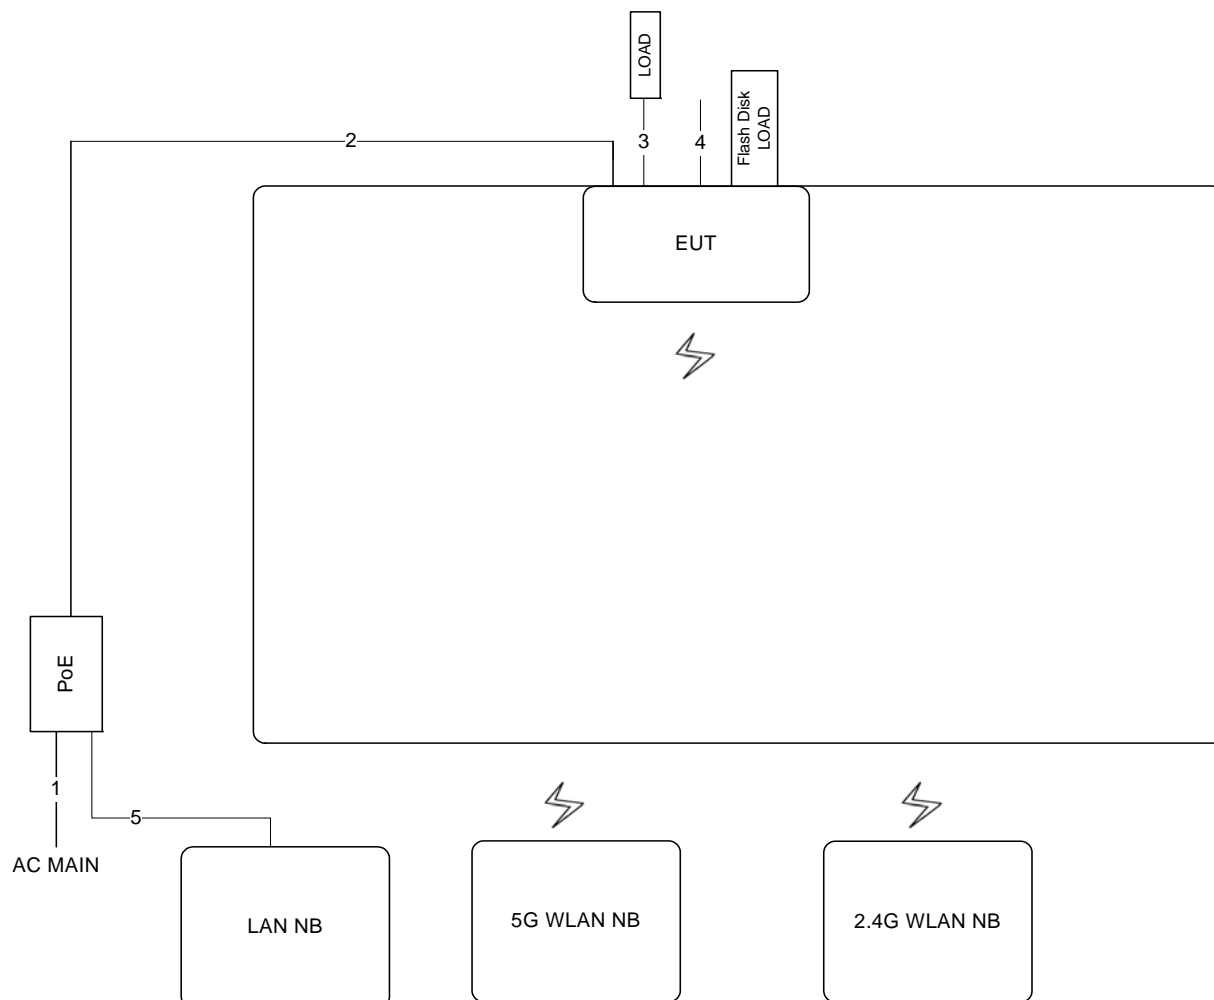 LOAD
Flash Disk
LOAD
2
3
4
EUT
PoE
1
5
AC MAIN
LAN NB
5G WLAN NB
2.4G WLAN NB